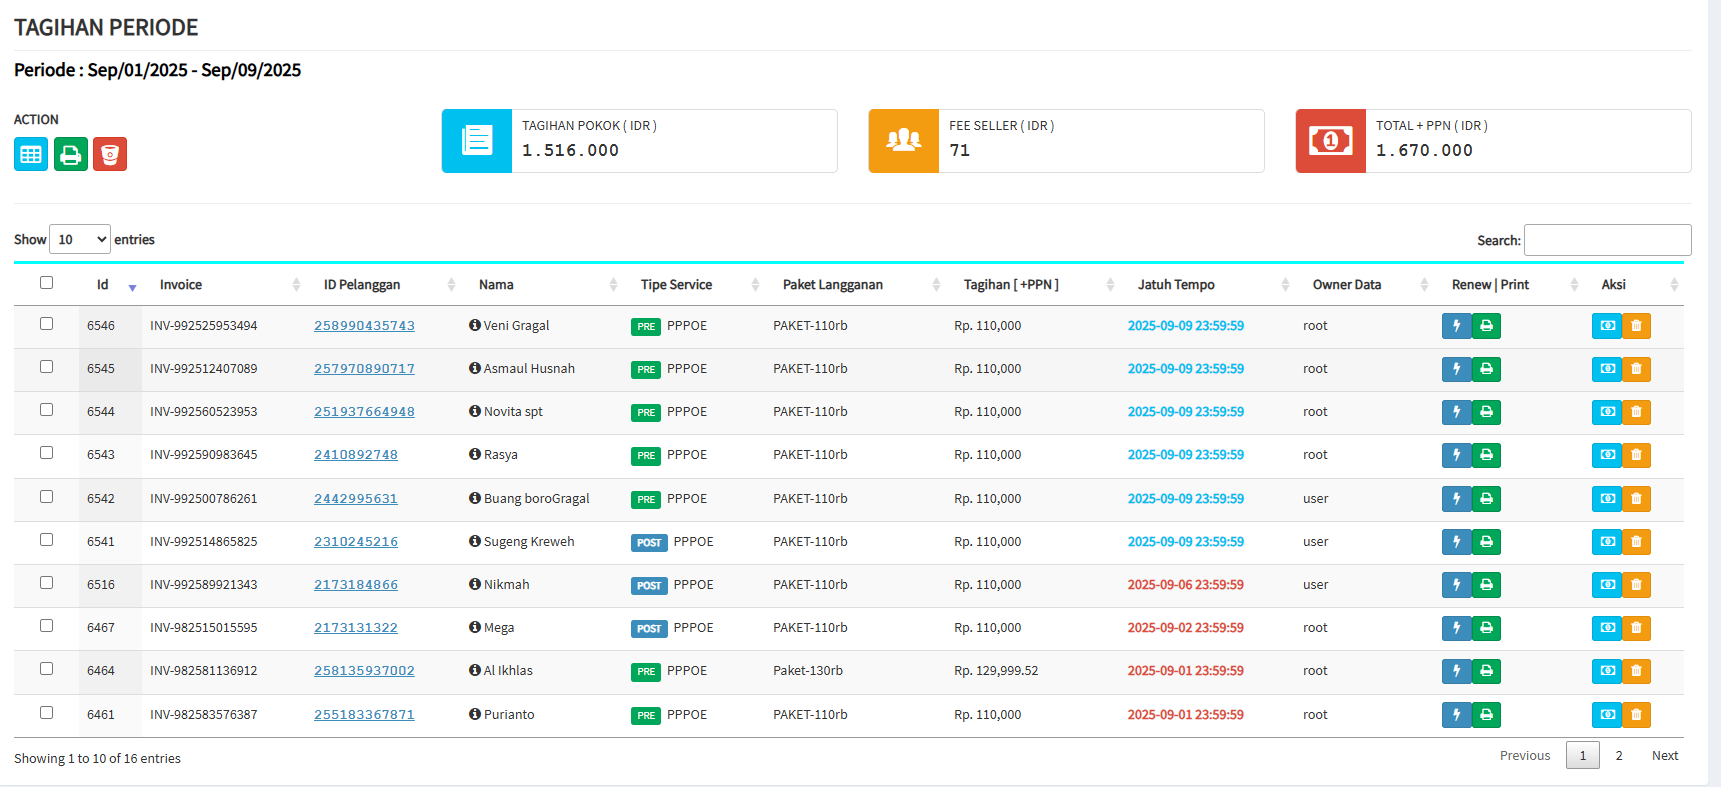 TAGIHAN PERIODE
Periode : Sep/01/2025 - Sep/09/2025
ACTION
TAGIHAN POKOK ( IDR )
1.516.000
FEE SELLER ( IDR )
71
TOTAL + PPN ( IDR )
1.670.000
Show 10 entries
Search:
Id Invoice ID Pelanggan Nama Tipe Service Paket Langganan Tagihan [ +PPN ] Jatuh Tempo Owner Data Renew | Print Aksi
6546 INV-992525953494 258990435743 Veni Gragal PRE PPPOE PAKET-110rb Rp. 110,000 2025-09-09 23:59:59 root
6545 INV-992512407089 257970890717 Asmaul Husnah PRE PPPOE PAKET-110rb Rp. 110,000 2025-09-09 23:59:59 root
6544 INV-992560523953 251937664948 Novita spt PRE PPPOE PAKET-110rb Rp. 110,000 2025-09-09 23:59:59 root
6543 INV-992590983645 2410892748 Rasya PRE PPPOE PAKET-110rb Rp. 110,000 2025-09-09 23:59:59 root
6542 INV-992500786261 2442995631 Buang boroGragal PRE PPPOE PAKET-110rb Rp. 110,000 2025-09-09 23:59:59 user
6541 INV-992514865825 2310245216 Sugeng Kreweh POST PPPOE PAKET-110rb Rp. 110,000 2025-09-09 23:59:59 user
6516 INV-992589921343 2173184866 Nikmah POST PPPOE PAKET-110rb Rp. 110,000 2025-09-06 23:59:59 user
6467 INV-982515015595 2173131322 Mega POST PPPOE PAKET-110rb Rp. 110,000 2025-09-02 23:59:59 root
6464 INV-982581136912 258135937002 Al Ikhlas PRE PPPOE Paket-130rb Rp. 129,999.52 2025-09-01 23:59:59 root
6461 INV-982583576387 255183367871 Purianto PRE PPPOE PAKET-110rb Rp. 110,000 2025-09-01 23:59:59 root
Showing 1 to 10 of 16 entries
Previous 1 2 Next